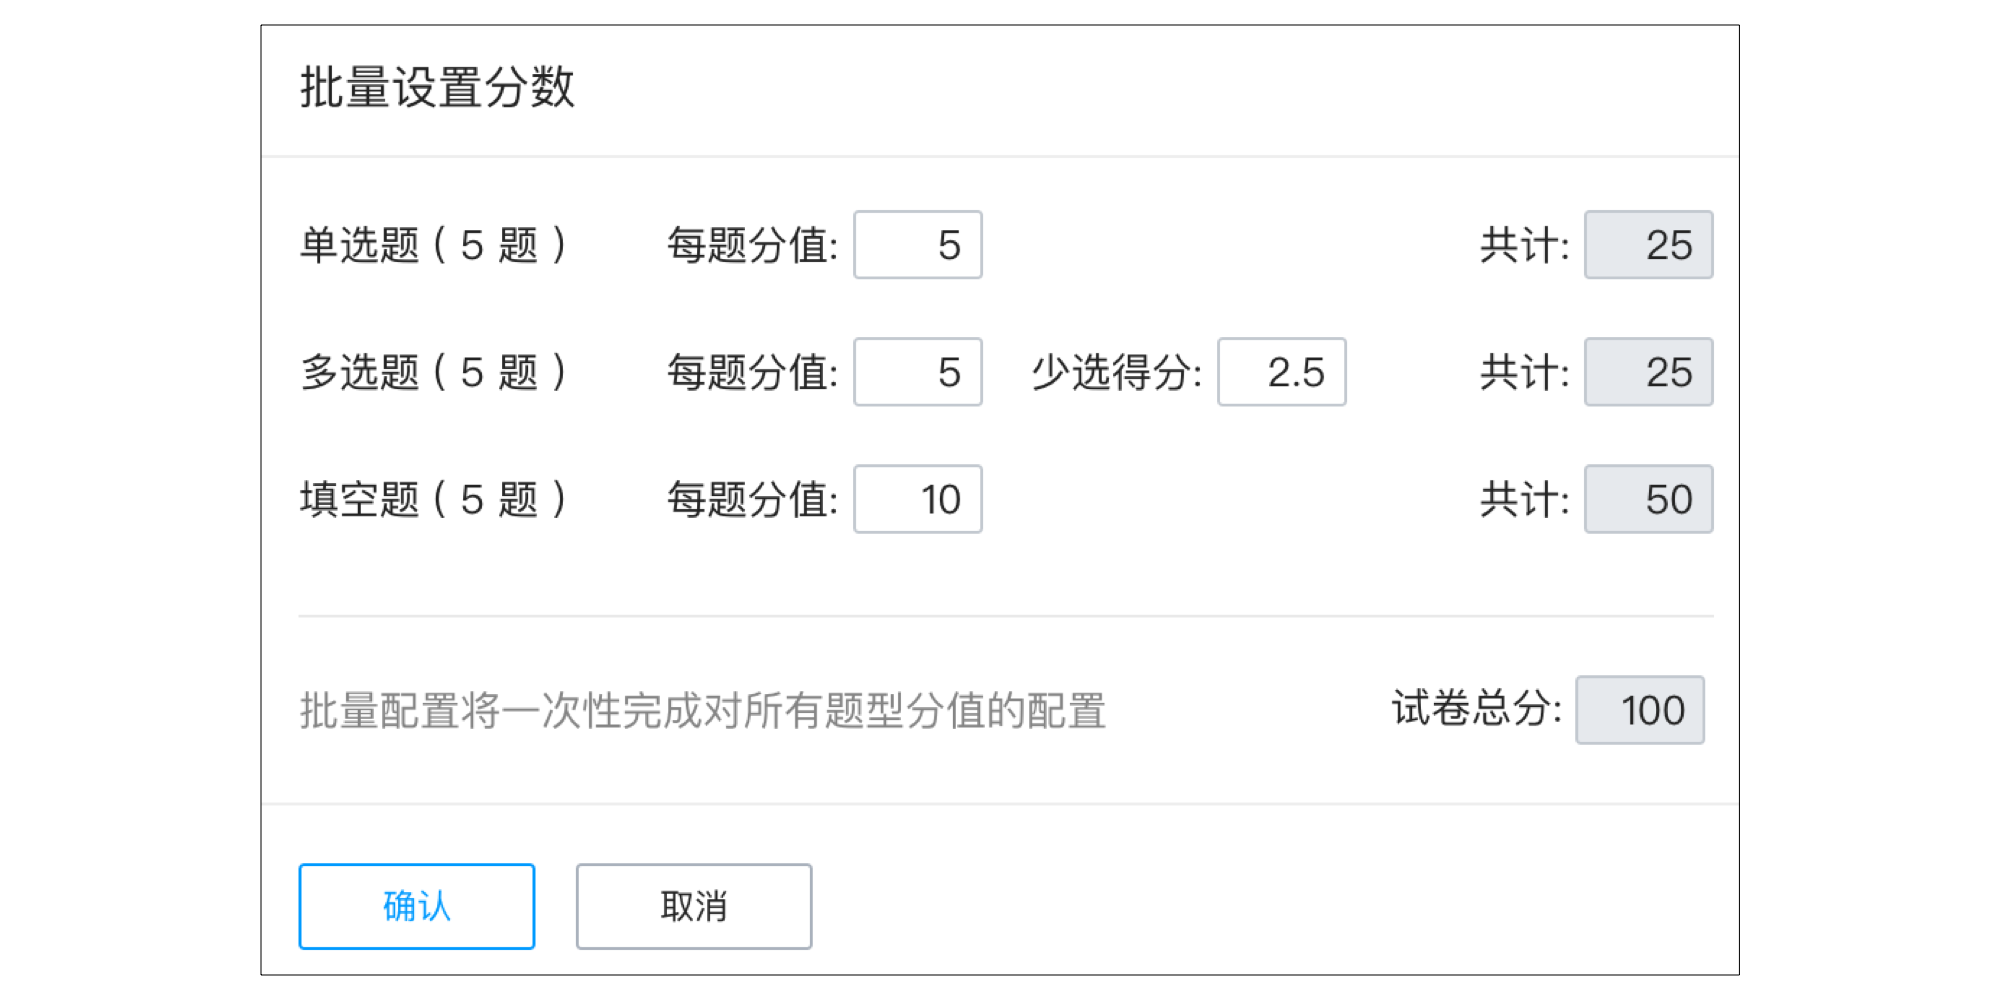 批量设置分数
单选题（5 题） 每题分值: 5 共计: 25
多选题（5 题） 每题分值: 5 少选得分: 2.5 共计: 25
填空题（5 题） 每题分值: 10 共计: 50
批量配置将一次性完成对所有题型分值的配置 试卷总分: 100
确认 取消